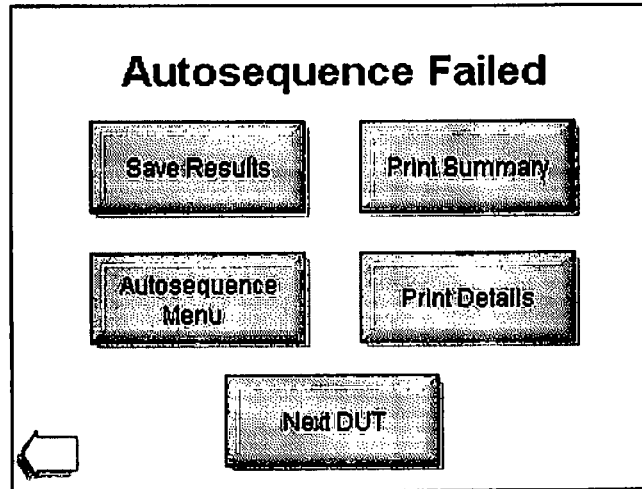 Autosequence Failed
Save Results
Print Summary
Autosequence
Menu
Print Details
Next DUT